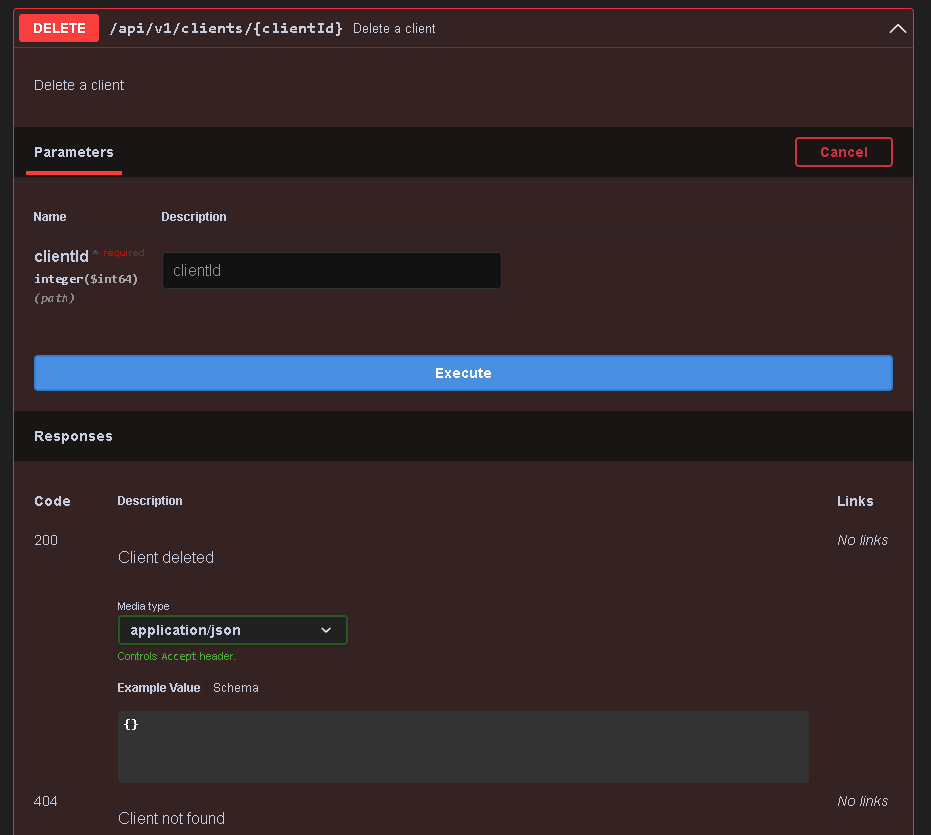 DELETE /api/v1/clients/{clientId} Delete a client
Delete a client
Parameters Cancel
Name Description
clientId * required
integer($int64)
(path)
clientId
Execute
Responses
Code Description Links
200 No links
Client deleted
Media type
application/json
Controls Accept header.
Example Value Schema
{}
404 No links
Client not found